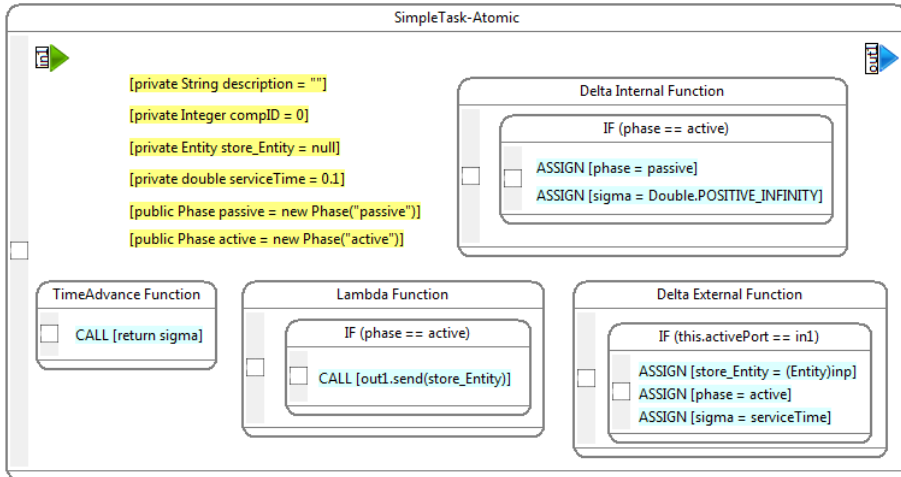 SimpleTask-Atomic
in1
out1
[private String description = ""]
[private Integer compID = 0]
[private Entity store_Entity = null]
[private double serviceTime = 0.1]
[public Phase passive = new Phase("passive")]
[public Phase active = new Phase("active")]
Delta Internal Function
IF (phase == active)
ASSIGN [phase = passive]
ASSIGN [sigma = Double.POSITIVE_INFINITY]
TimeAdvance Function
CALL [return sigma]
Lambda Function
IF (phase == active)
CALL [out1.send(store_Entity)]
Delta External Function
IF (this.activePort == in1)
ASSIGN [store_Entity = (Entity)inp]
ASSIGN [phase = active]
ASSIGN [sigma = serviceTime]